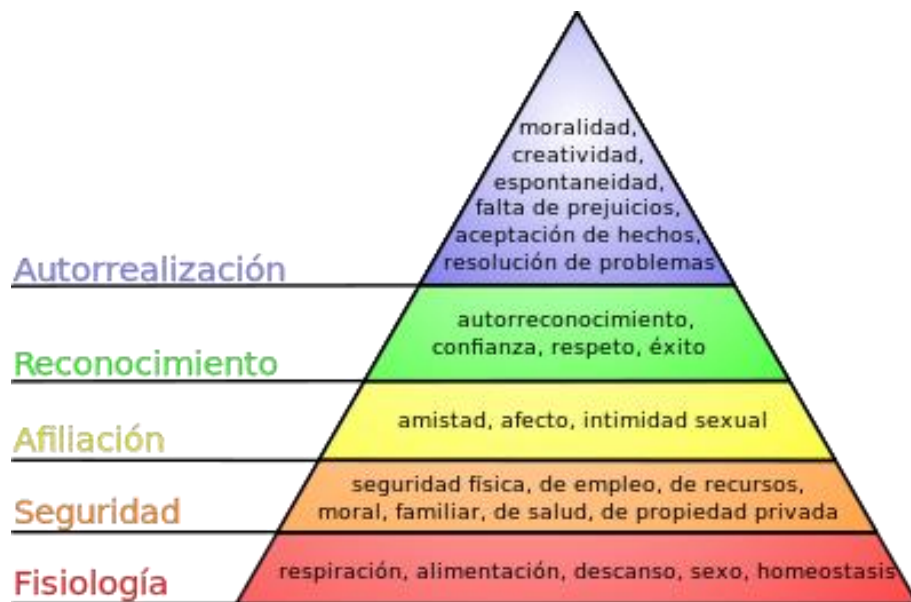 moralidad,
creatividad,
espontaneidad,
falta de prejuicios,
aceptación de hechos,
resolución de problemas
Autorrealización
autorreconocimiento,
confianza, respeto, éxito
Reconocimiento
amistad, afecto, intimidad sexual
Afiliación
seguridad física, de empleo, de recursos,
moral, familiar, de salud, de propiedad privada
Seguridad
respiración, alimentación, descanso, sexo, homeostasis
Fisiología